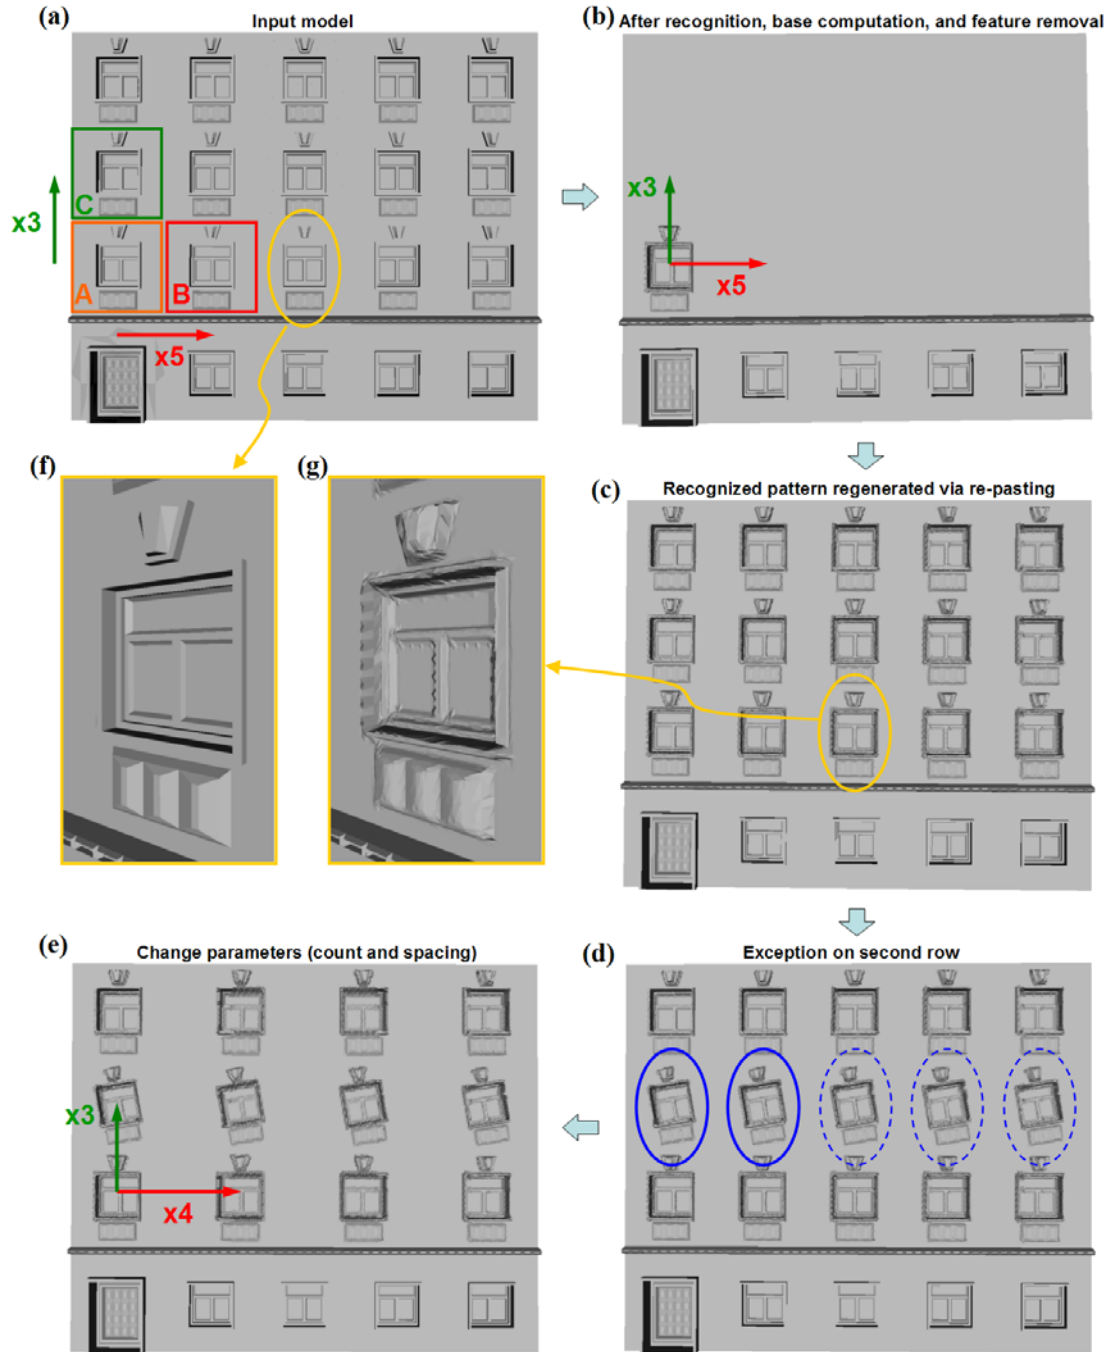 (a)
Input model
(b)
After recognition, base computation, and feature removal
C
x3
A
B
x5
x3
x5
(f)
(g)
(c)
Recognized pattern regenerated via re-pasting
(e)
Change parameters (count and spacing)
(d)
Exception on second row
x3
x4